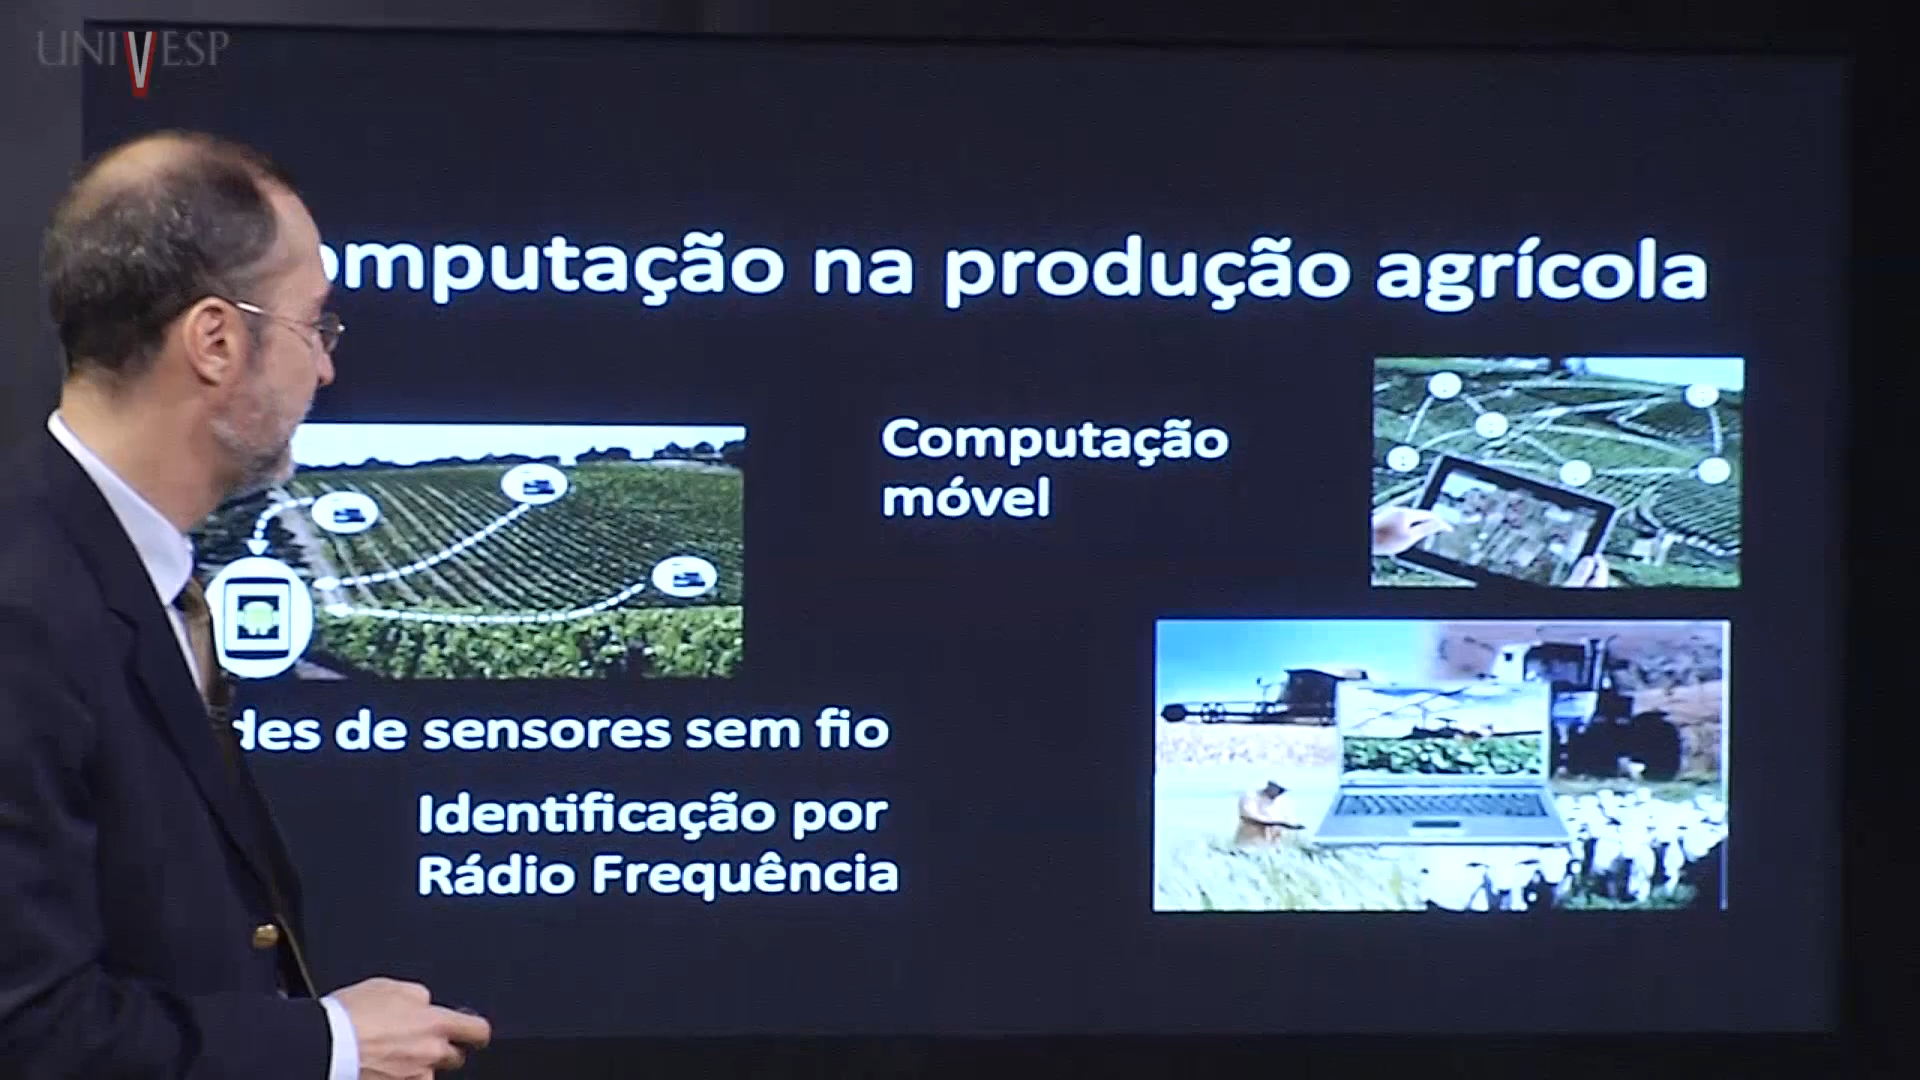 UNIVESP
omputação na produção agrícola
Computação
móvel
des de sensores sem fio
Identificação por
Rádio Frequência